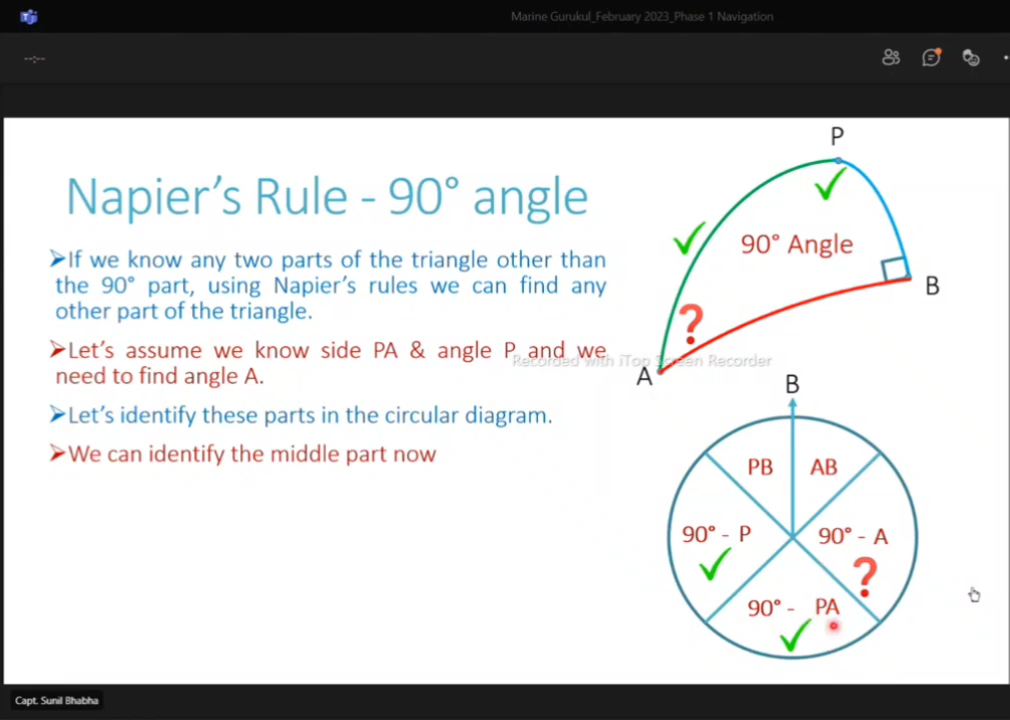 Marine Gurukul_February 2023_Phase 1 Navigation
--:--
Napier's Rule - 90° angle
➢If we know any two parts of the triangle other than
the 90° part, using Napier's rules we can find any
other part of the triangle.
➢Let's assume we know side PA & angle P and we
need to find angle A.
➢Let's identify these parts in the circular diagram.
➢We can identify the middle part now
P
90° Angle
B
?
A
Recorded with iTop Screen Recorder
B
PB AB
90° - P 90° - A
?
90° - PA
Capt. Sunil Bhabha